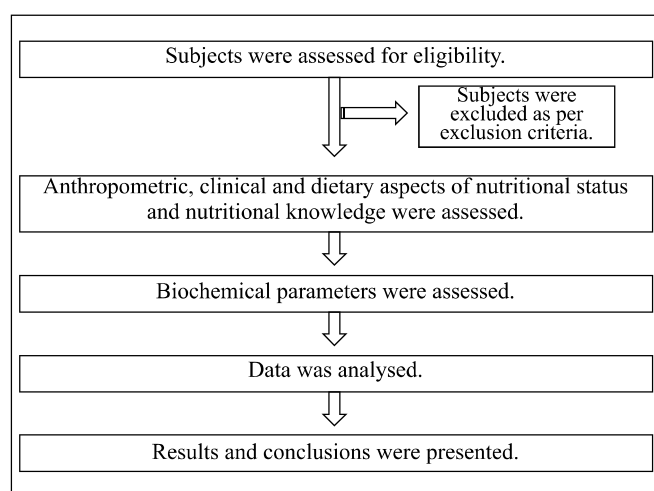 Subjects were assessed for eligibility.
Subjects were
excluded as per
exclusion criteria.
Anthropometric, clinical and dietary aspects of nutritional status
and nutritional knowledge were assessed.
Biochemical parameters were assessed.
Data was analysed.
Results and conclusions were presented.